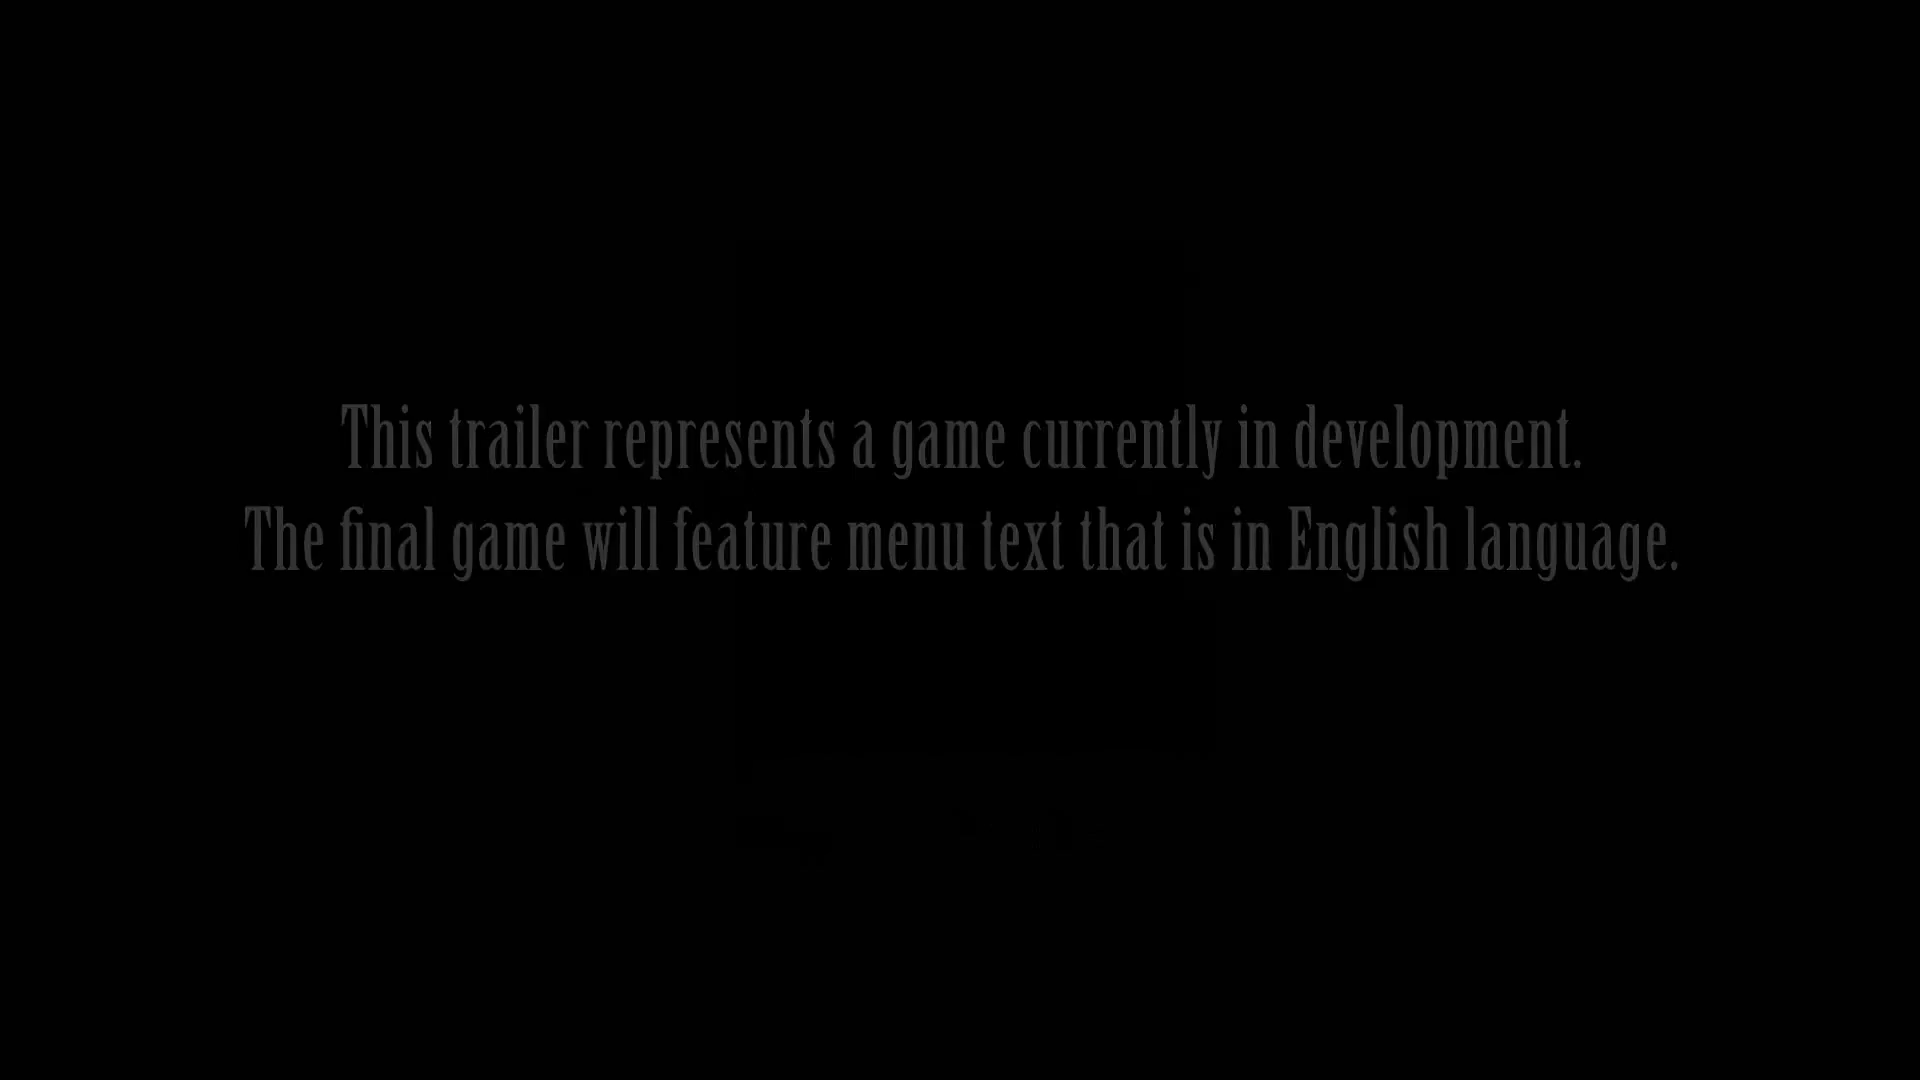 This trailer represents a game currently in development.
The final game will feature menu text that is in English language.